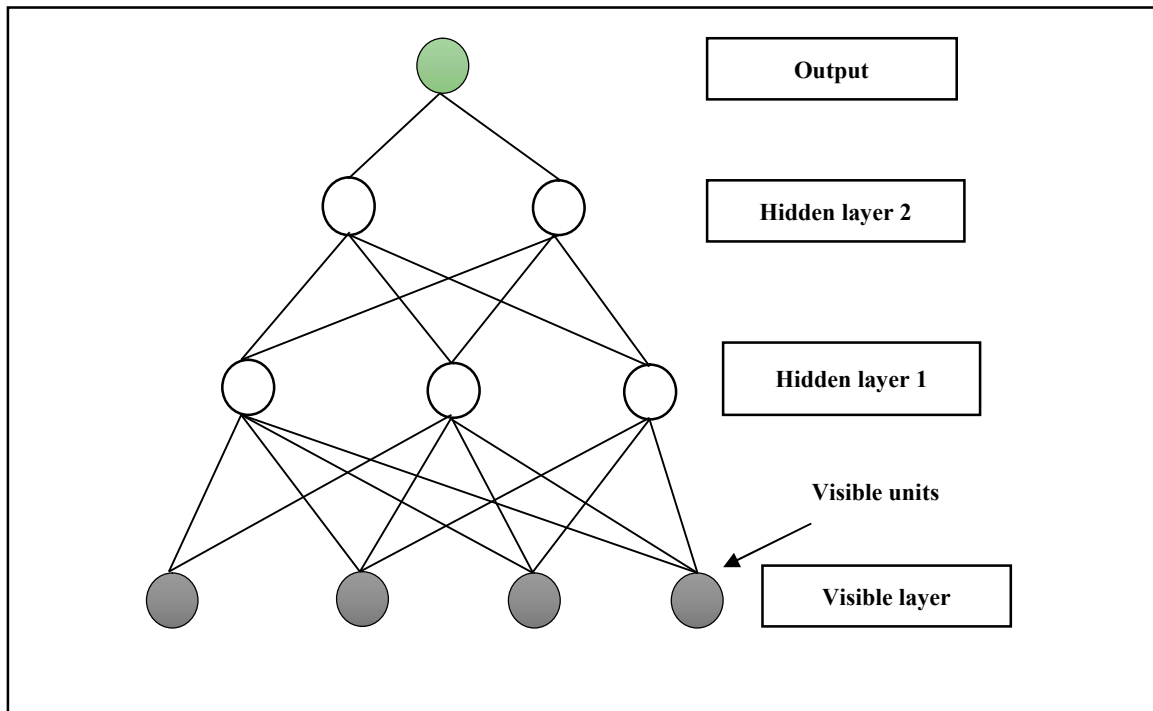 Output
Hidden layer 2
Hidden layer 1
Visible units
Visible layer